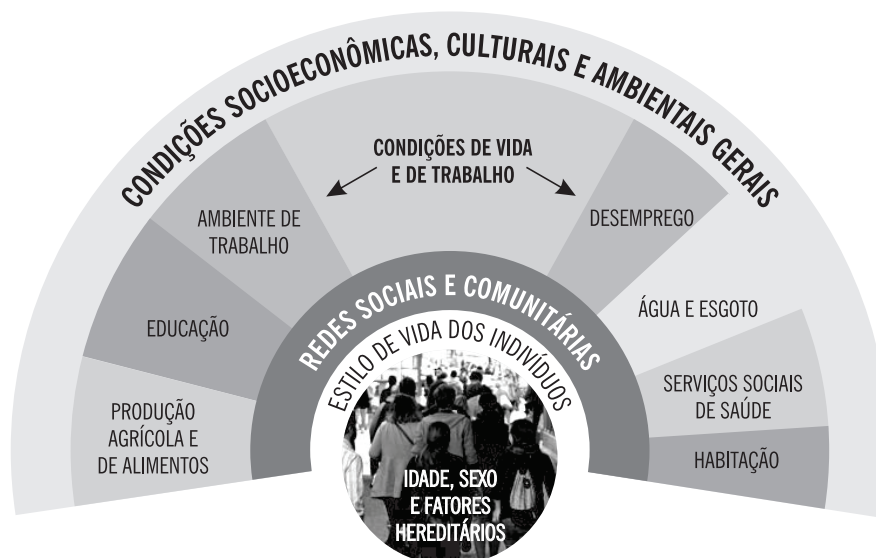 CONDIÇÕES SOCIOECONÔMICAS, CULTURAIS E AMBIENTAIS GERAIS
CONDIÇÕES DE VIDA
E DE TRABALHO
AMBIENTE DE
TRABALHO
DESEMPREGO
EDUCAÇÃO
ÁGUA E ESGOTO
PRODUÇÃO
AGRÍCOLA E
DE ALIMENTOS
SERVIÇOS SOCIAIS
DE SAÚDE
HABITAÇÃO
REDES SOCIAIS E COMUNITÁRIAS
ESTILO DE VIDA DOS INDIVÍDUOS
IDADE, SEXO
E FATORES
HEREDITÁRIOS